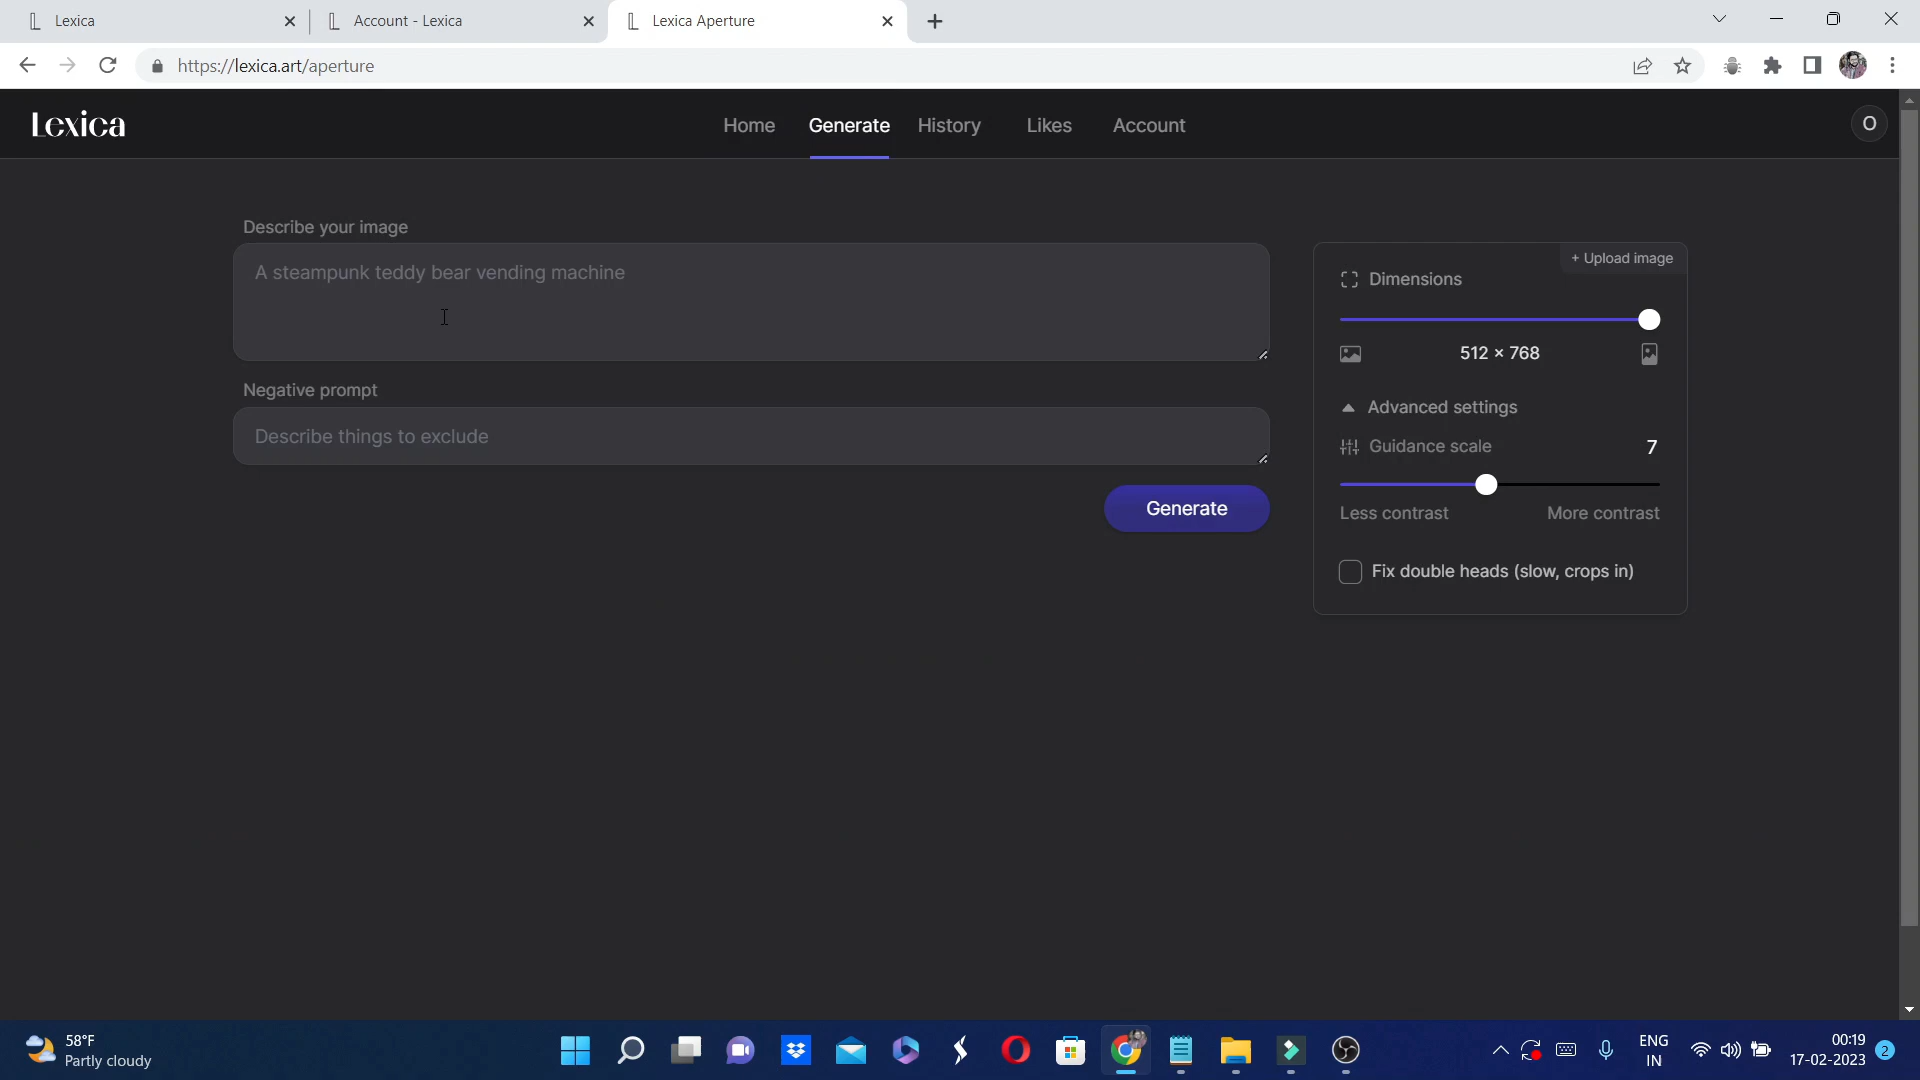 Lexica
Account - Lexica
Lexica Aperture
https://lexica.art/aperture
Lexica
Home
Generate
History
Likes
Account
O
Describe your image
A steampunk teddy bear vending machine
Negative prompt
Describe things to exclude
Generate
+ Upload image
Dimensions
512 × 768
Advanced settings
Guidance scale
7
Less contrast
More contrast
Fix double heads (slow, crops in)
58°F
Partly cloudy
ENG
IN
00:19
17-02-2023
2